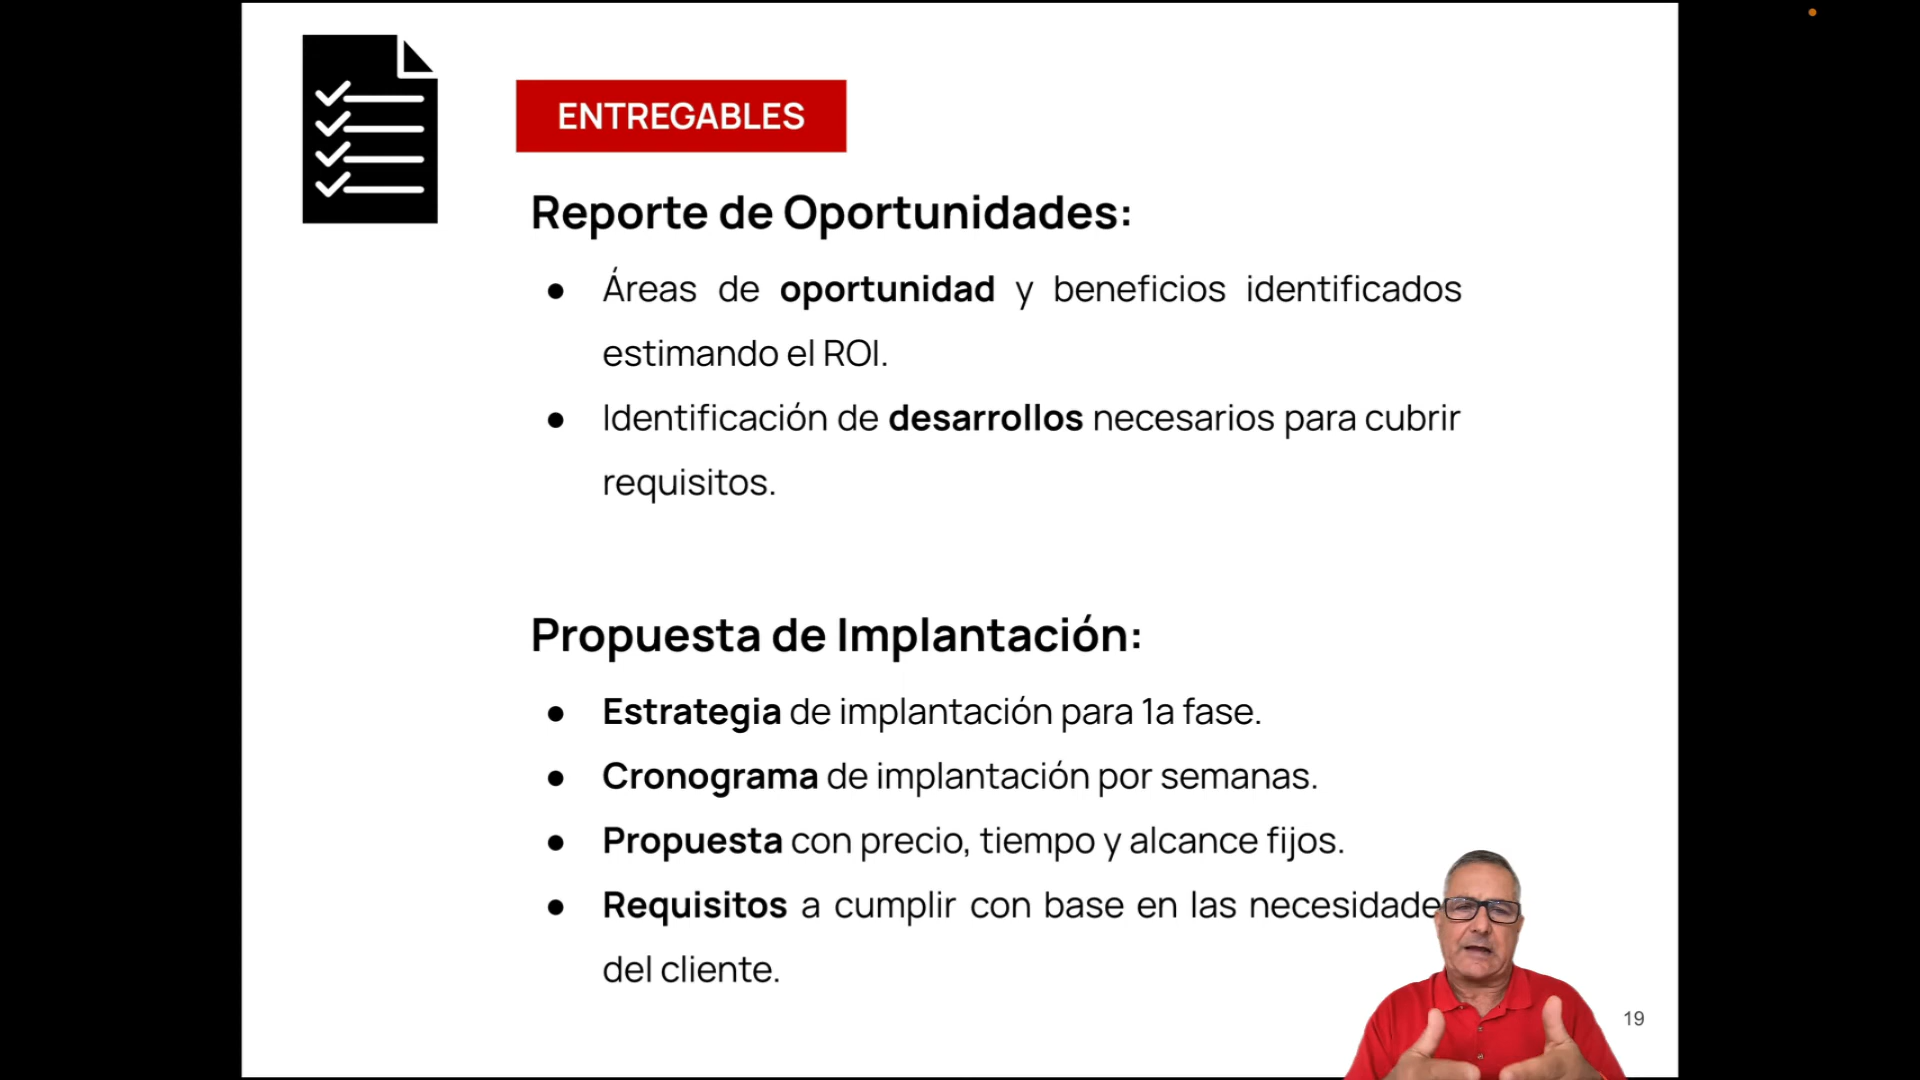 ENTREGABLES
Reporte de Oportunidades:
● Áreas de oportunidad y beneficios identificados
estimando el ROI.
● Identificación de desarrollos necesarios para cubrir
requisitos.
Propuesta de Implantación:
● Estrategia de implantación para 1a fase.
● Cronograma de implantación por semanas.
● Propuesta con precio, tiempo y alcance fijos.
● Requisitos a cumplir con base en las necesidade
del cliente.
19